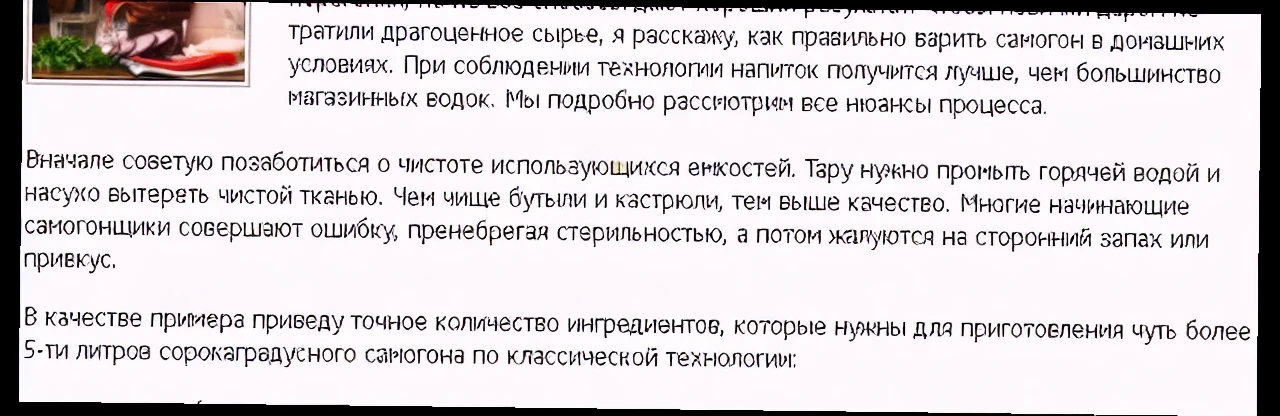 тратили драгоценное сырье, я расскажу, как правильно варить самогон в домашних
условиях. При соблюдении технологии напиток получится лучше, чем большинство
магазинных водок. Мы подробно рассмотрим все нюансы процесса.
Вначале советую позаботиться о чистоте использующихся емкостей. Тару нужно промыть горячей водой и
насухо вытереть чистой тканью. Чем чище бутыли и кастрюли, тем выше качество. Многие начинающие
самогонщики совершают ошибку, пренебрегая стерильностью, а потом жалуются на сторонний запах или
привкус.
В качестве примера приведу точное количество ингредиентов, которые нужны для приготовления чуть более
5-ти литров сорокаградусного самогона по классической технологии: